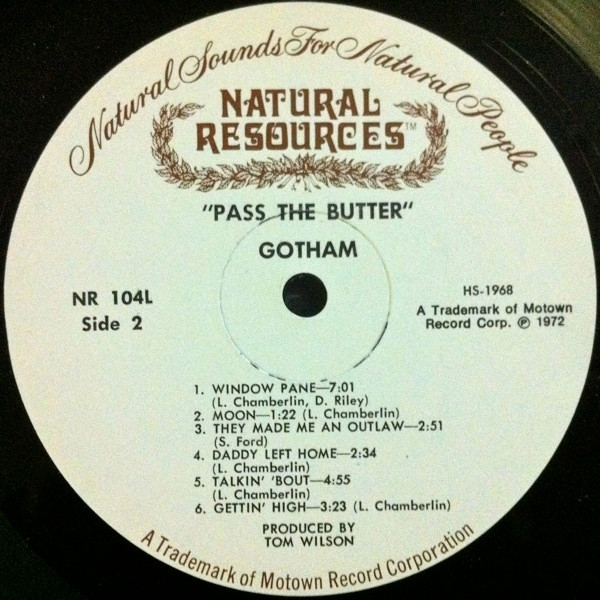 Natural Sounds For Natural People
NATURAL
RESOURCES™
"PASS THE BUTTER"
GOTHAM
NR 104L
Side 2
HS-1968
A Trademark of Motown
Record Corp. ℗ 1972
1. WINDOW PANE—7:01
(L. Chamberlin, D. Riley)
2. MOON—1:22 (L. Chamberlin)
3. THEY MADE ME AN OUTLAW—2:51
(S. Ford)
4. DADDY LEFT HOME—2:34
(L. Chamberlin)
5. TALKIN' 'BOUT—4:55
(L. Chamberlin)
6. GETTIN' HIGH—3:23 (L. Chamberlin)
PRODUCED BY
TOM WILSON
A Trademark of Motown Record Corporation